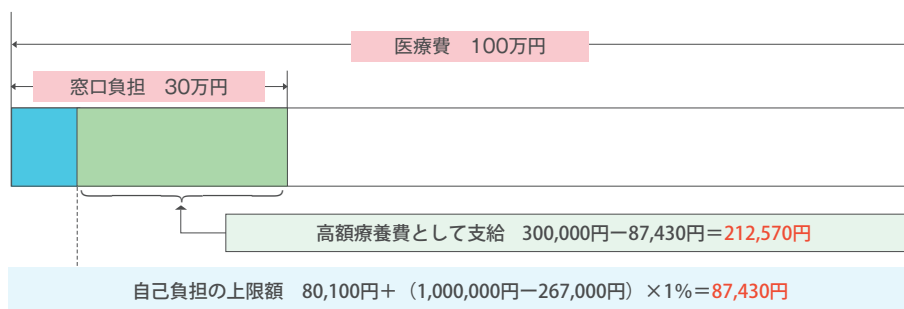 医療費　100万円
窓口負担　30万円
高額療養費として支給　300,000円ー87,430円＝212,570円
自己負担の上限額　80,100円＋（1,000,000円ー267,000円）×1%＝87,430円